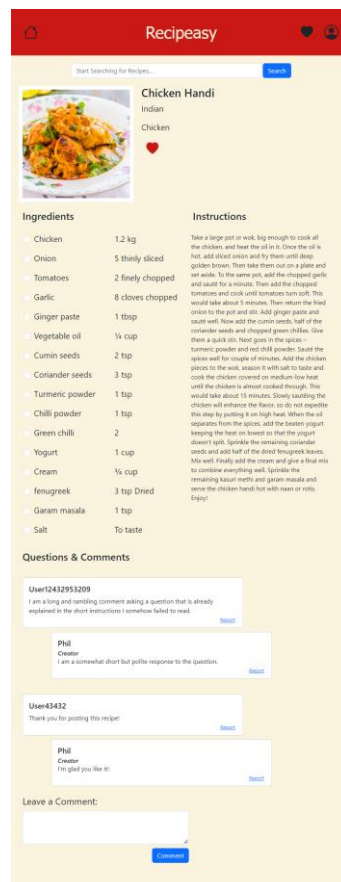 Recipeasy
Start Searching for Recipes...
Search
Chicken Handi
Indian
Chicken
Ingredients
Chicken 1.2 kg
Onion 5 thinly sliced
Tomatoes 2 finely chopped
Garlic 8 cloves chopped
Ginger paste 1 tbsp
Vegetable oil ¼ cup
Cumin seeds 2 tsp
Coriander seeds 3 tsp
Turmeric powder 1 tsp
Chilli powder 1 tsp
Green chilli 2
Yogurt 1 cup
Cream ¾ cup
fenugreek 3 tsp Dried
Garam masala 1 tsp
Salt To taste
Instructions
Take a large pot or wok, big enough to cook all
the chicken, and heat the oil in it. Once the oil is
hot, add sliced onion and fry them until deep
golden brown. Then take them out on a plate and
set aside. To the same pot, add the chopped garlic
and sauté for a minute. Then add the chopped
tomatoes and cook until tomatoes turn soft. This
would take about 5 minutes. Then return the fried
onion to the pot and stir. Add ginger paste and
sauté well. Now add the cumin seeds, half of the
coriander seeds and chopped green chillies. Give
them a quick stir. Next goes in the spices –
turmeric powder and red chilli powder. Sauté the
spices well for couple of minutes. Add the chicken
pieces to the wok, season it with salt to taste and
cook the chicken covered on medium-low heat
until the chicken is almost cooked through. This
would take about 15 minutes. Slowly sautéing the
chicken will enhance the flavor, so do not expedite
this step by putting it on high heat. When the oil
separates from the spices, add the beaten yogurt
keeping the heat on lowest so that the yogurt
doesn't split. Sprinkle the remaining coriander
seeds and add half of the dried fenugreek leaves.
Mix well. Finally add the cream and give a final mix
to combine everything well. Sprinkle the
remaining kasuri methi and garam masala and
serve the chicken handi hot with naan or rotis.
Enjoy!
Questions & Comments
User12432953209
I am a long and rambling comment asking a question that is already
explained in the short instructions I somehow failed to read.
Report
Phil
Creator
I am a somewhat short but polite response to the question.
Report
User43432
Thank you for posting this recipe!
Report
Phil
Creator
I'm glad you like it!
Report
Leave a Comment:
Comment